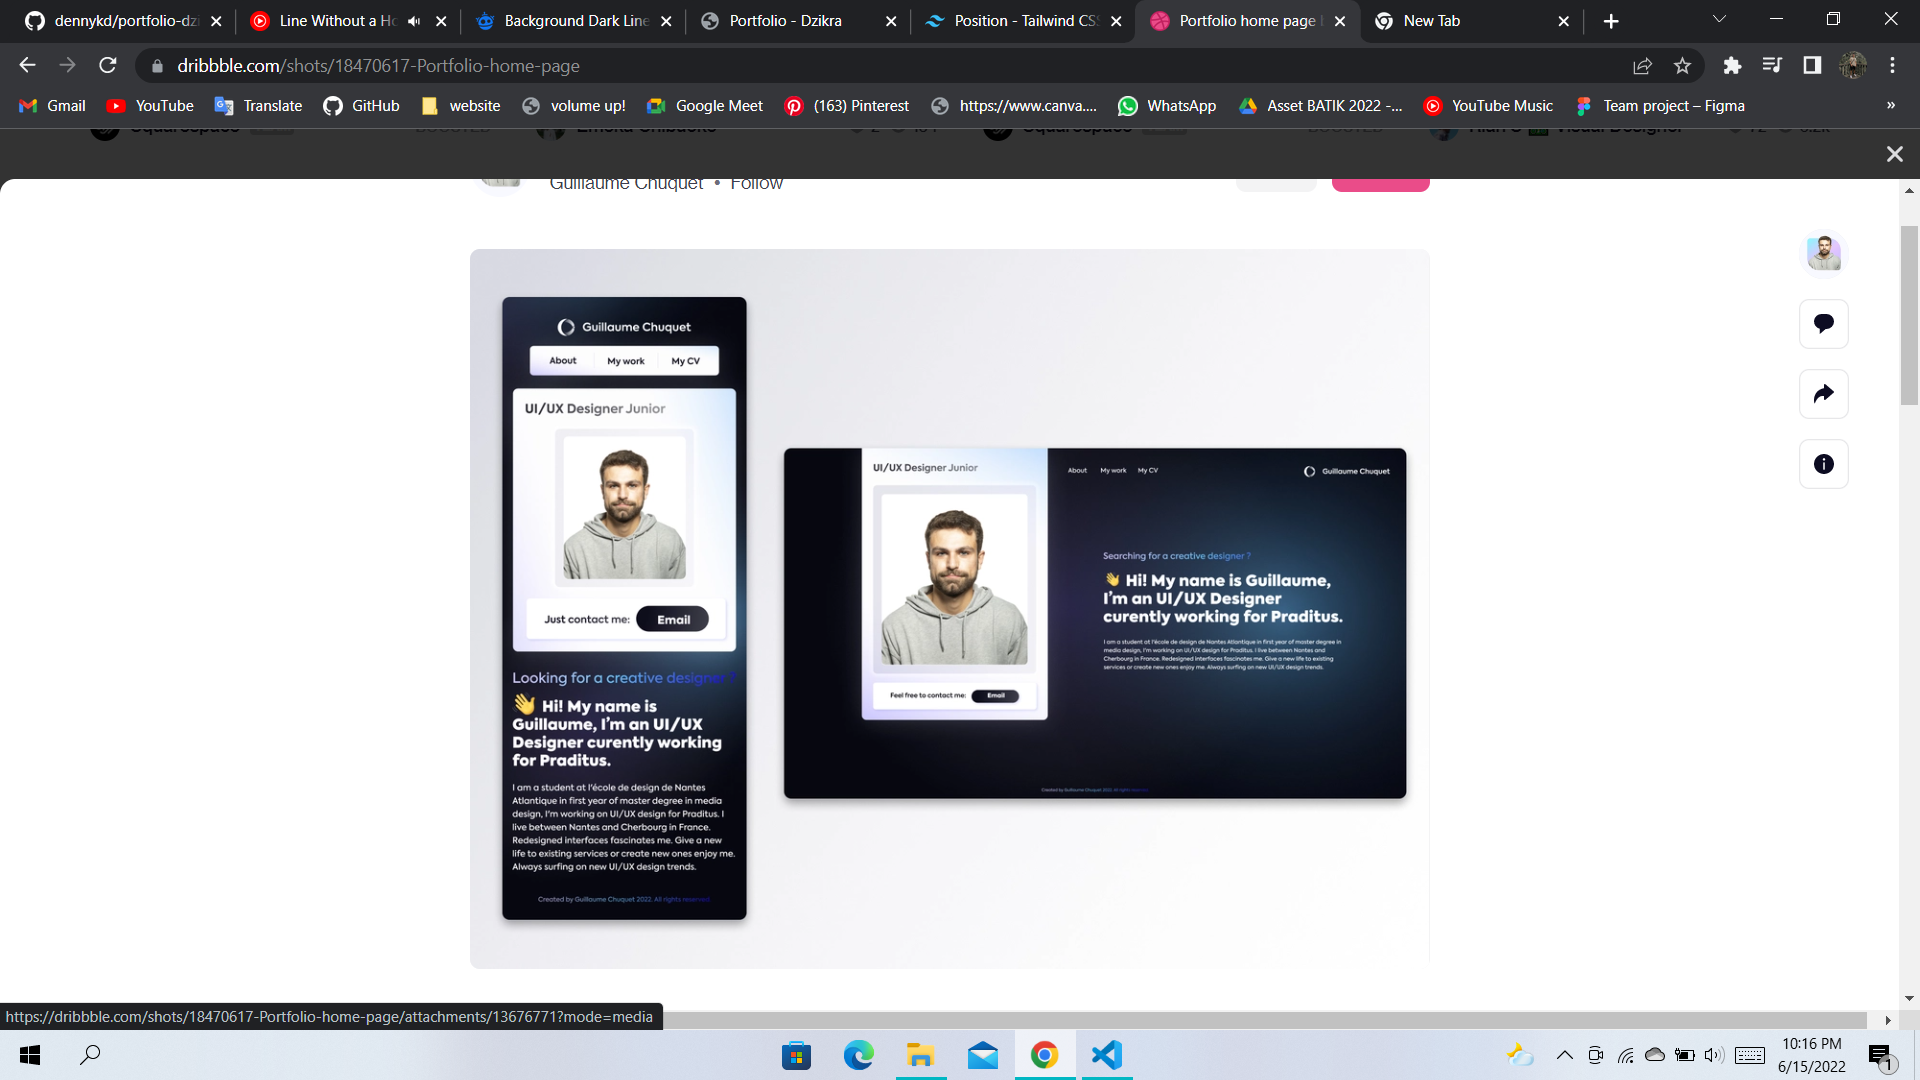 dennykd/portfolio-dzi
Line Without a Ho
Background Dark Line
Portfolio - Dzikra
Position - Tailwind CSS
Portfolio home page
New Tab
dribbble.com/shots/18470617-Portfolio-home-page
Gmail
YouTube
Translate
GitHub
website
volume up!
Google Meet
(163) Pinterest
https://www.canva....
WhatsApp
Asset BATIK 2022 -...
YouTube Music
Team project – Figma
»
Guillaume Chuquet • Follow
Guillaume Chuquet
About My work My CV
UI/UX Designer Junior
Just contact me: Email
Looking for a creative designer ?
👋 Hi! My name is
Guillaume, I'm an UI/UX
Designer curently working
for Praditus.
I am a student at l'école de design de Nantes
Atlantique in first year of master degree in media
design, I'm working on UI/UX design for Praditus. I
live between Nantes and Cherbourg in France.
Redesigned interfaces fascinates me. Give a new
life to existing services or create new ones enjoy me.
Always surfing on new UI/UX design trends.
Created by Guillaume Chuquet 2022. All rights reserved.
UI/UX Designer Junior
About My work My CV
Guillaume Chuquet
Feel free to contact me: Email
Searching for a creative designer ?
👋 Hi! My name is Guillaume,
I'm an UI/UX Designer
curently working for Praditus.
I am a student at l'école de design de Nantes Atlantique in first year of master degree in
media design, I'm working on UI/UX design for Praditus. I live between Nantes and
Cherbourg in France. Redesigned interfaces fascinates me. Give a new life to existing
services or create new ones enjoy me. Always surfing on new UI/UX design trends.
Created by Guillaume Chuquet 2022. All rights reserved.
https://dribbble.com/shots/18470617-Portfolio-home-page/attachments/13676771?mode=media
10:16 PM
6/15/2022
1